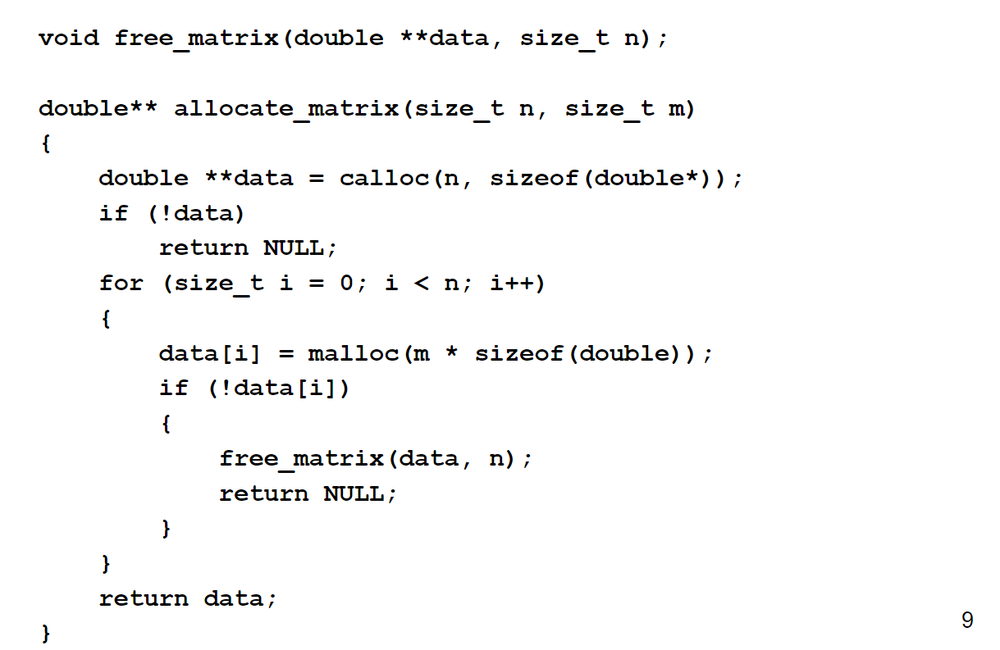 void free_matrix(double **data, size_t n);
double** allocate_matrix(size_t n, size_t m)
{
    double **data = calloc(n, sizeof(double*));
    if (!data)
        return NULL;
    for (size_t i = 0; i < n; i++)
    {
        data[i] = malloc(m * sizeof(double));
        if (!data[i])
        {
            free_matrix(data, n);
            return NULL;
        }
    }
    return data;
}
9